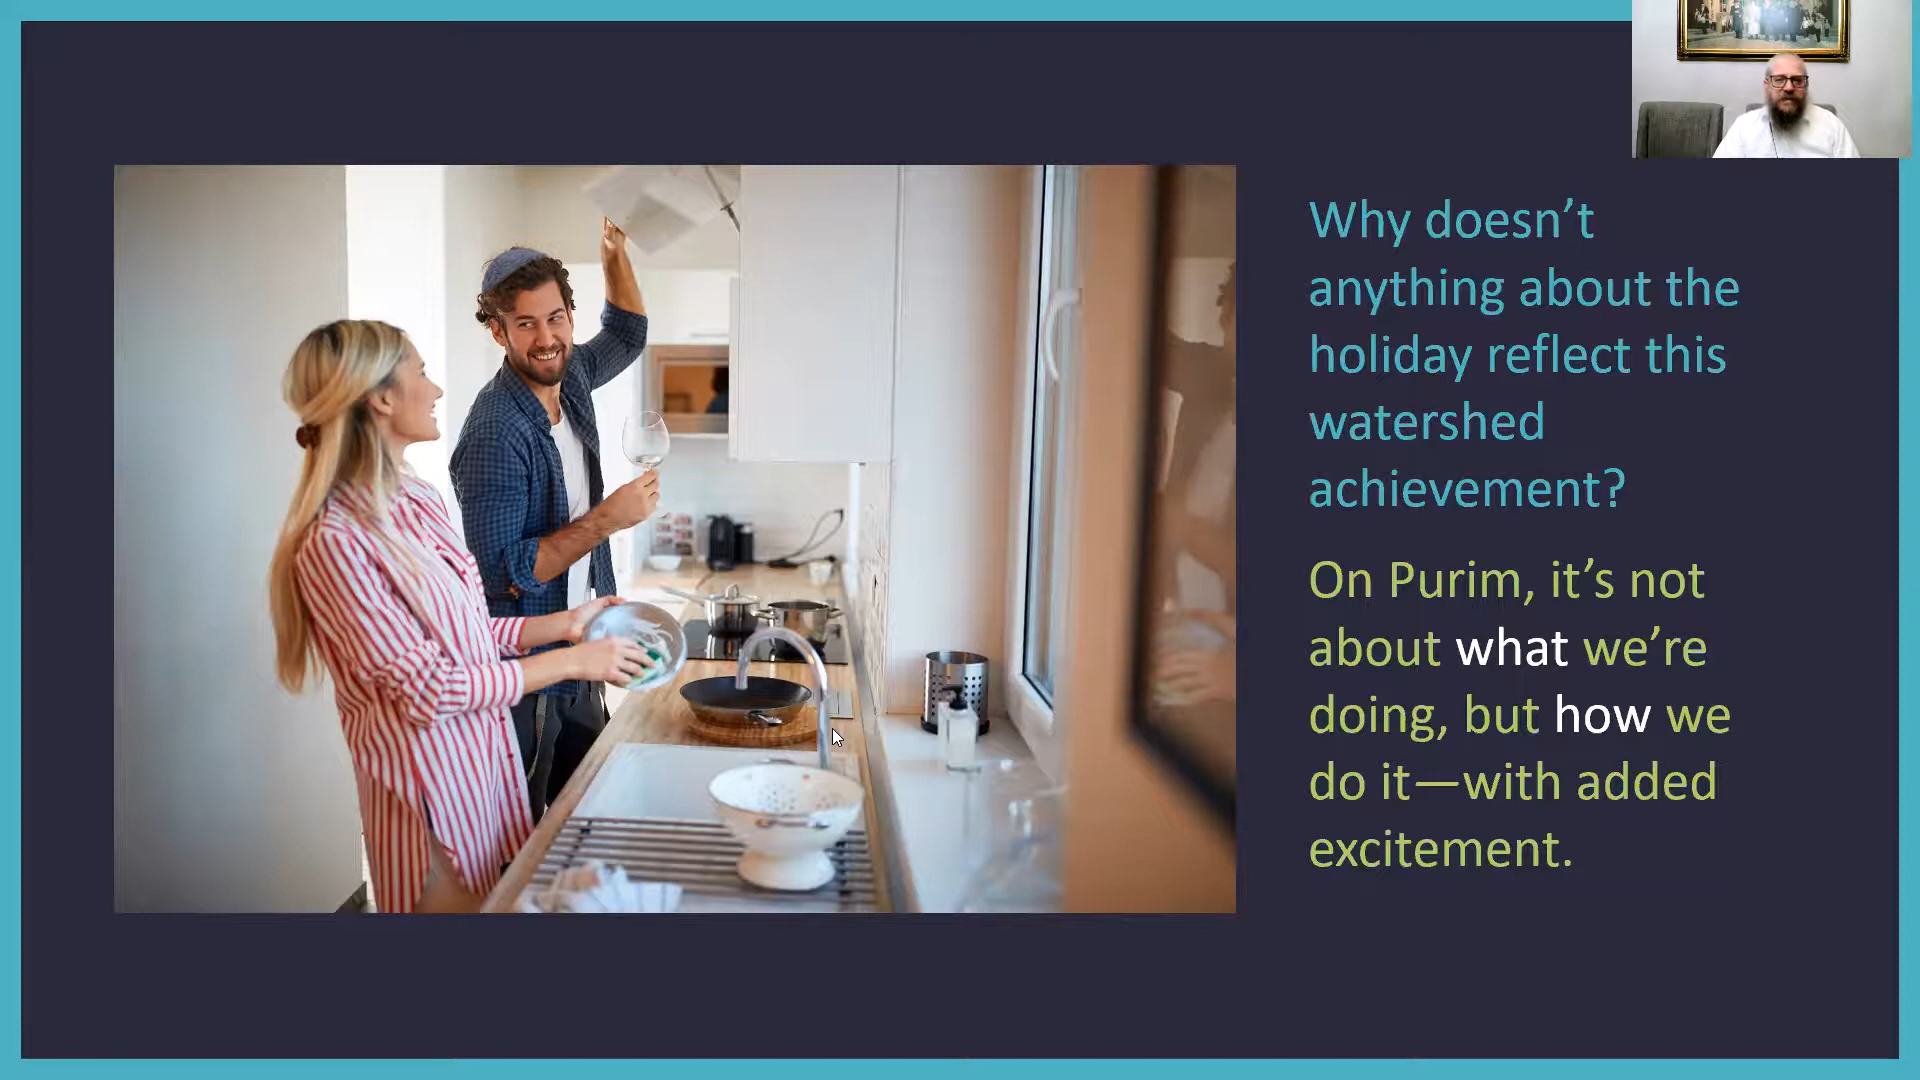 Why doesn’t
anything about the
holiday reflect this
watershed
achievement?
On Purim, it’s not
about what we’re
doing, but how we
do it—with added
excitement.